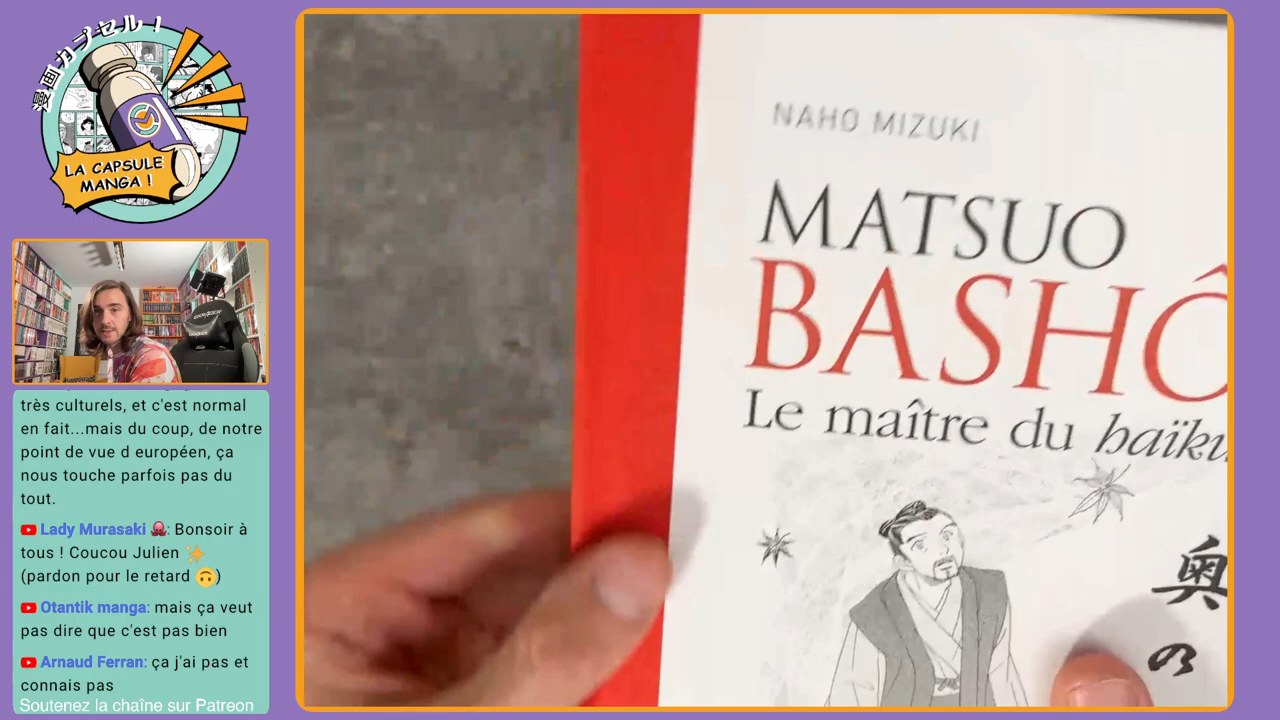 漫画カプセル！
LA CAPSULE
MANGA !
très culturels, et c'est normal
en fait...mais du coup, de notre
point de vue d européen, ça
nous touche parfois pas du
tout.
Lady Murasaki 🐙: Bonsoir à
tous ! Coucou Julien ✨
(pardon pour le retard 🙃)
Otantik manga: mais ça veut
pas dire que c'est pas bien
Arnaud Ferran: ça j'ai pas et
connais pas
Soutenez la chaîne sur Patreon
NAHO MIZUKI
MATSUO
BASHÔ
Le maître du haïku
奥
の